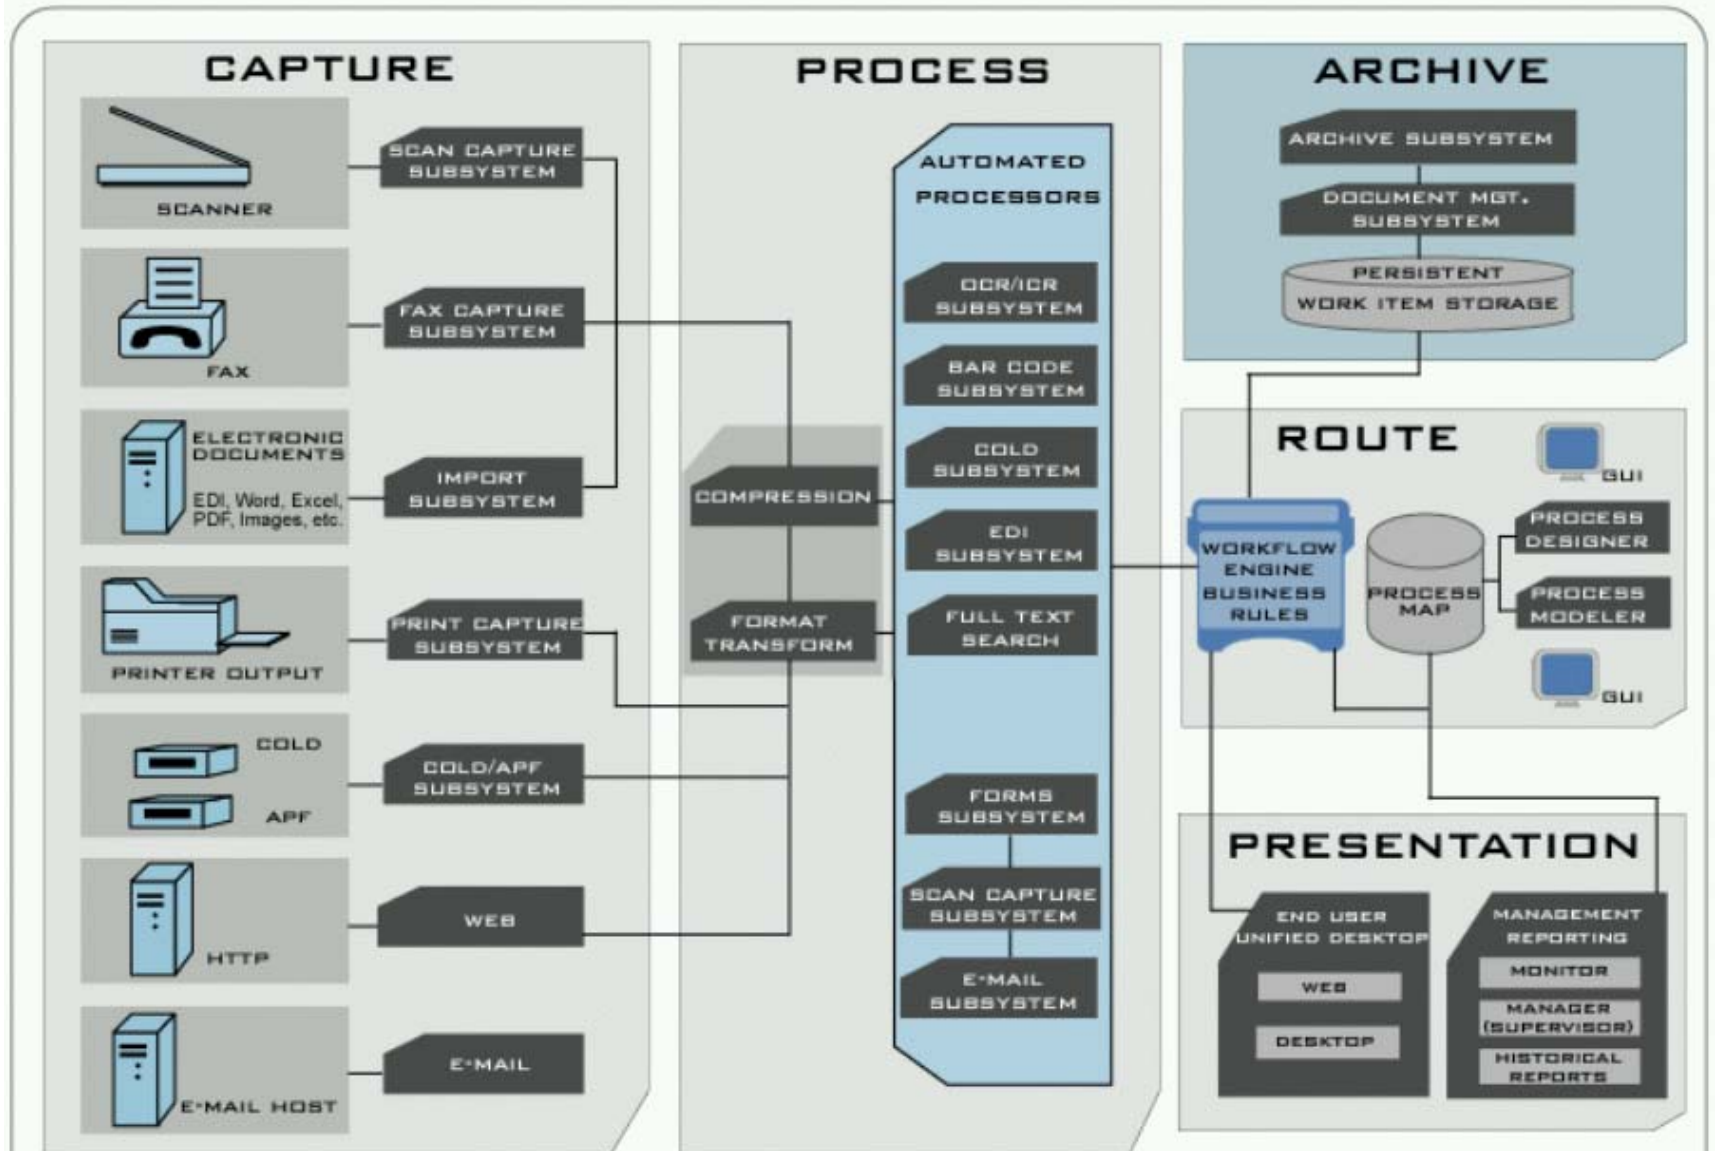 CAPTURE
SCANNER
SCAN CAPTURE
SUBSYSTEM
FAX
FAX CAPTURE
SUBSYSTEM
ELECTRONIC
DOCUMENTS
EDI, Word, Excel,
PDF, Images, etc.
IMPORT
SUBSYSTEM
PRINTER OUTPUT
PRINT CAPTURE
SUBSYSTEM
COLD
APF
COLD/APF
SUBSYSTEM
HTTP
WEB
E-MAIL HOST
E-MAIL
PROCESS
COMPRESSION
FORMAT
TRANSFORM
AUTOMATED
PROCESSORS
OCR/ICR
SUBSYSTEM
BAR CODE
SUBSYSTEM
COLD
SUBSYSTEM
EDI
SUBSYSTEM
FULL TEXT
SEARCH
FORMS
SUBSYSTEM
SCAN CAPTURE
SUBSYSTEM
E-MAIL
SUBSYSTEM
ARCHIVE
ARCHIVE SUBSYSTEM
DOCUMENT MGT.
SUBSYSTEM
PERSISTENT
WORK ITEM STORAGE
ROUTE
GUI
WORKFLOW
ENGINE
BUSINESS
RULES
PROCESS
MAP
PROCESS
DESIGNER
PROCESS
MODELER
GUI
PRESENTATION
END USER
UNIFIED DESKTOP
WEB
DESKTOP
MANAGEMENT
REPORTING
MONITOR
MANAGER
(SUPERVISOR)
HISTORICAL
REPORTS